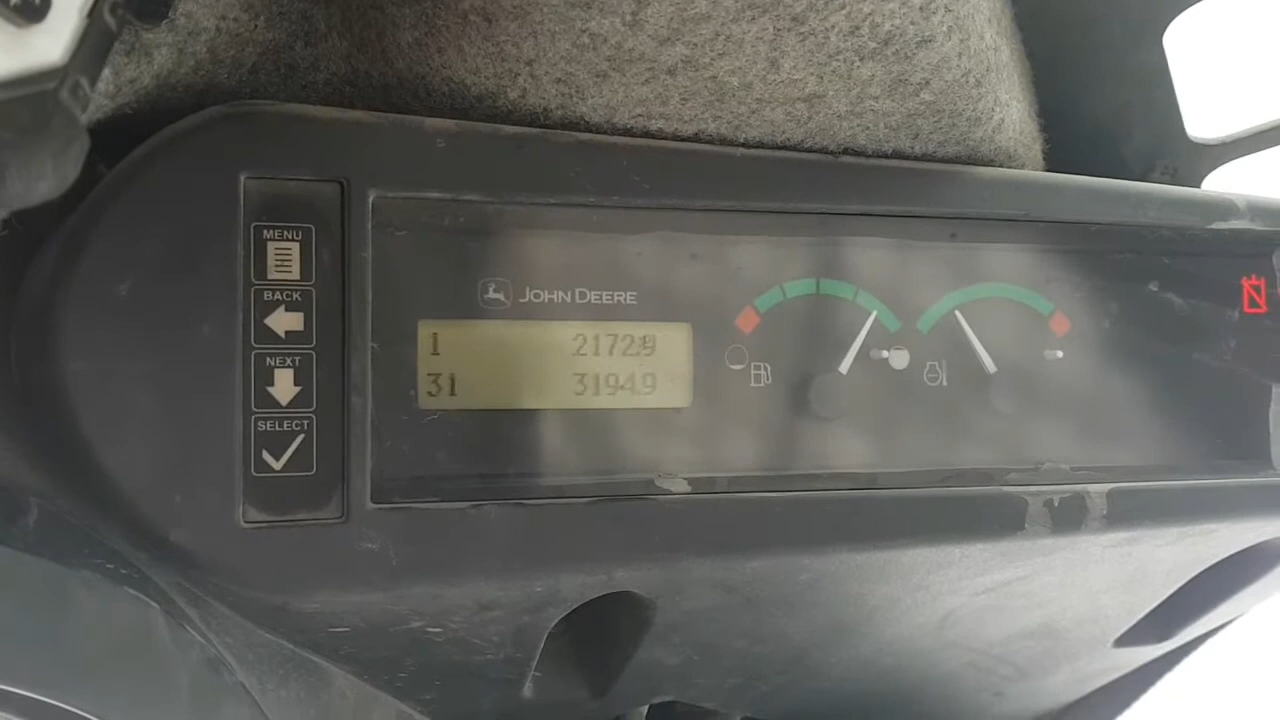 MENU
BACK
NEXT
SELECT
JOHN DEERE
1 2172.9
31 3194.9